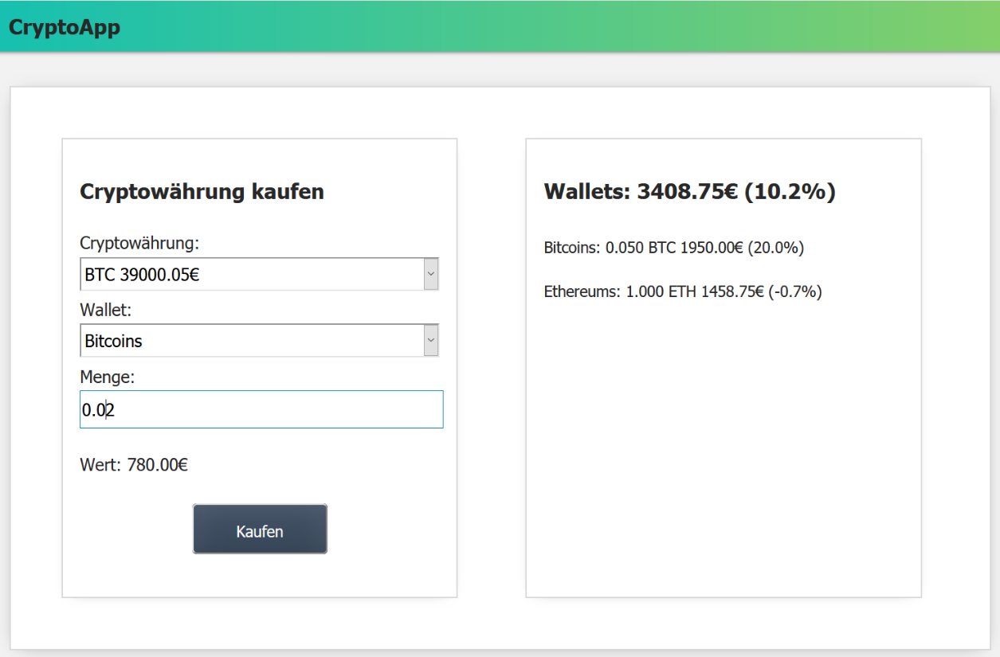 CryptoApp
Cryptowährung kaufen
Cryptowährung:
BTC 39000.05€
Wallet:
Bitcoins
Menge:
0.02
Wert: 780.00€
Kaufen
Wallets: 3408.75€ (10.2%)
Bitcoins: 0.050 BTC 1950.00€ (20.0%)
Ethereums: 1.000 ETH 1458.75€ (-0.7%)